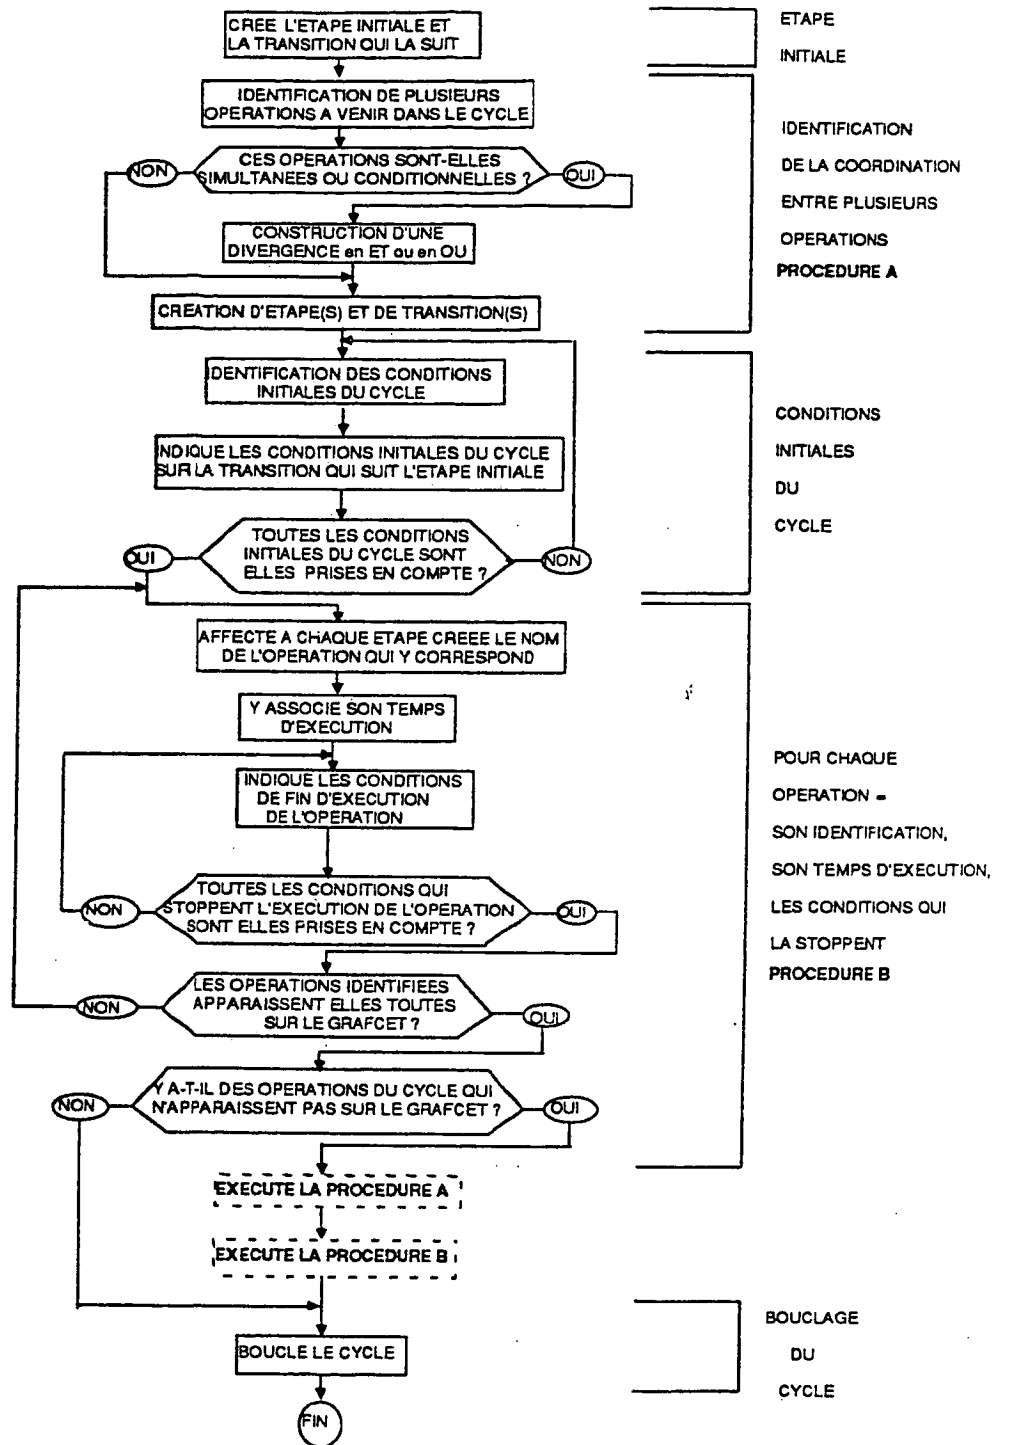 CREE L'ETAPE INITIALE ET
LA TRANSITION QUI LA SUIT
ETAPE
INITIALE
IDENTIFICATION DE PLUSIEURS
OPERATIONS A VENIR DANS LE CYCLE
NON
CES OPERATIONS SONT-ELLES
SIMULTANEES OU CONDITIONNELLES ?
OUI
CONSTRUCTION D'UNE
DIVERGENCE en ET ou en OU
CREATION D'ETAPE(S) ET DE TRANSITION(S)
IDENTIFICATION
DE LA COORDINATION
ENTRE PLUSIEURS
OPERATIONS
PROCEDURE A
IDENTIFICATION DES CONDITIONS
INITIALES DU CYCLE
INDIQUE LES CONDITIONS INITIALES DU CYCLE
SUR LA TRANSITION QUI SUIT L'ETAPE INITIALE
OUI
TOUTES LES CONDITIONS
INITIALES DU CYCLE SONT
ELLES PRISES EN COMPTE ?
NON
CONDITIONS
INITIALES
DU
CYCLE
AFFECTE A CHAQUE ETAPE CREEE LE NOM
DE L'OPERATION QUI Y CORRESPOND
Y ASSOCIE SON TEMPS
D'EXECUTION
INDIQUE LES CONDITIONS
DE FIN D'EXECUTION
DE L'OPERATION
NON
TOUTES LES CONDITIONS QUI
STOPPENT L'EXECUTION DE L'OPERATION
SONT ELLES PRISES EN COMPTE ?
OUI
NON
LES OPERATIONS IDENTIFIEES
APPARAISSENT ELLES TOUTES
SUR LE GRAFCET ?
OUI
NON
Y A-T-IL DES OPERATIONS DU CYCLE QUI
N'APPARAISSENT PAS SUR LE GRAFCET ?
OUI
EXECUTE LA PROCEDURE A
EXECUTE LA PROCEDURE B
POUR CHAQUE
OPERATION =
SON IDENTIFICATION,
SON TEMPS D'EXECUTION,
LES CONDITIONS QUI
LA STOPPENT
PROCEDURE B
BOUCLE LE CYCLE
FIN
BOUCLAGE
DU
CYCLE